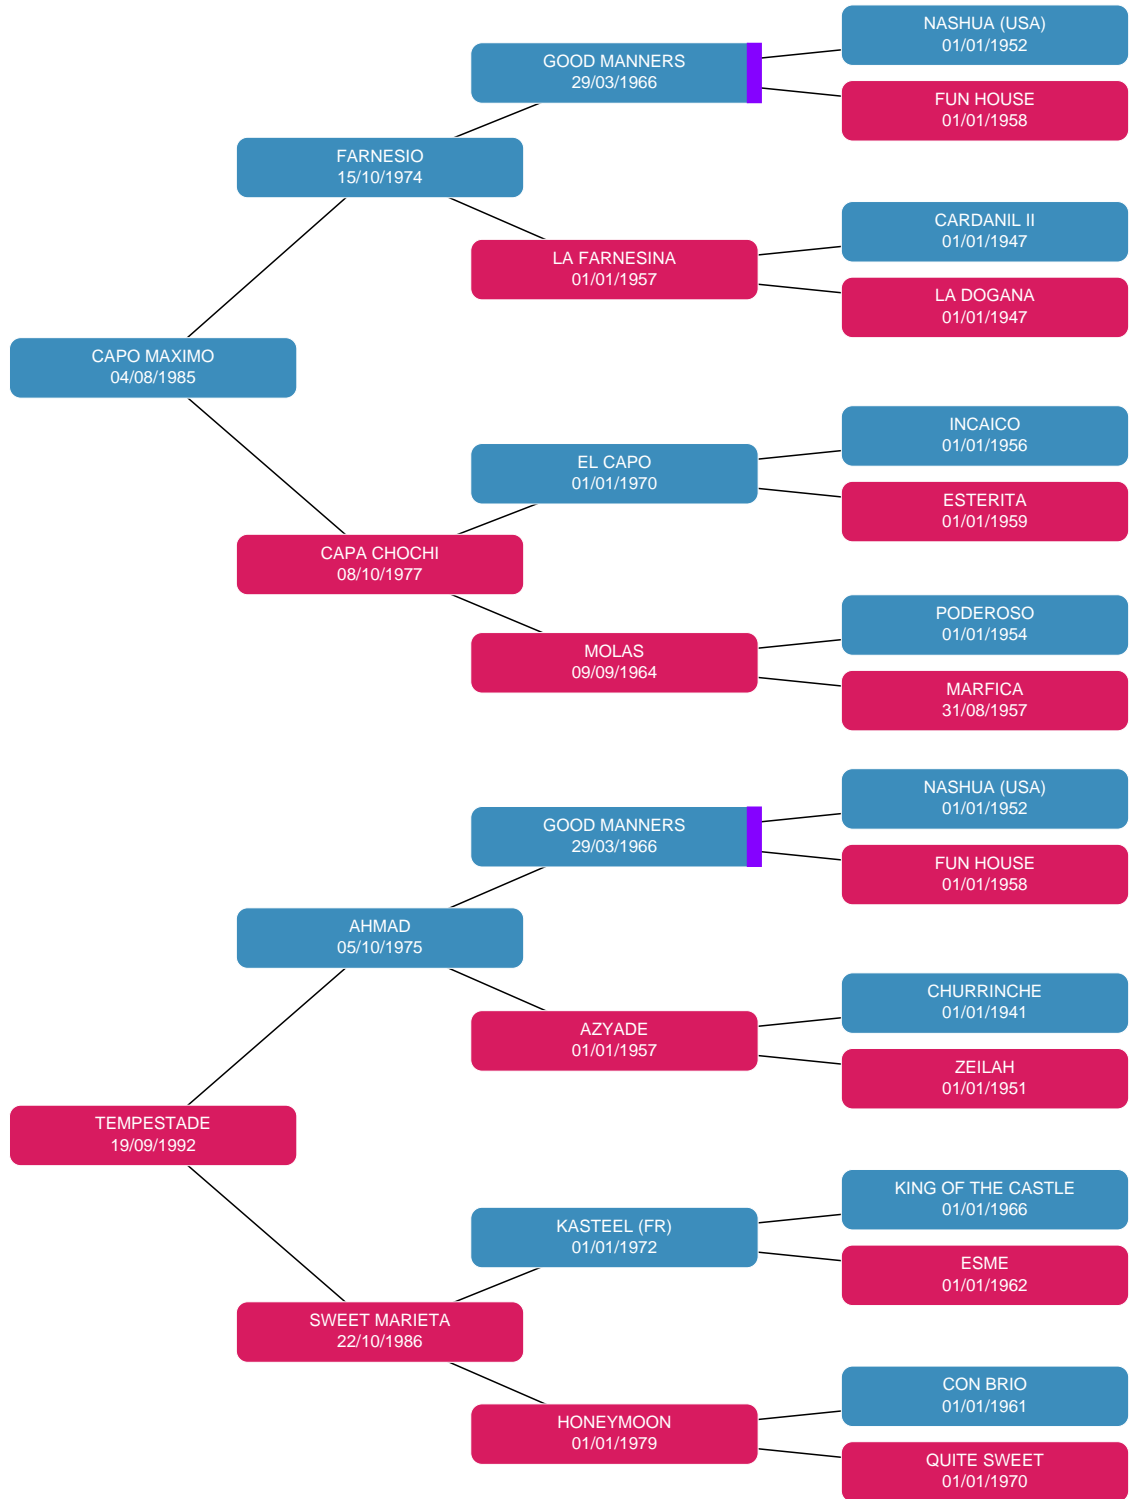 NASHUA (USA)
01/01/1952
GOOD MANNERS
29/03/1966
FUN HOUSE
01/01/1958
FARNESIO
15/10/1974
CARDANIL II
01/01/1947
LA FARNESINA
01/01/1957
LA DOGANA
01/01/1947
CAPO MAXIMO
04/08/1985
INCAICO
01/01/1956
EL CAPO
01/01/1970
ESTERITA
01/01/1959
CAPA CHOCHI
08/10/1977
PODEROSO
01/01/1954
MOLAS
09/09/1964
MARFICA
31/08/1957
NASHUA (USA)
01/01/1952
GOOD MANNERS
29/03/1966
FUN HOUSE
01/01/1958
AHMAD
05/10/1975
CHURRINCHE
01/01/1941
AZYADE
01/01/1957
ZEILAH
01/01/1951
TEMPESTADE
19/09/1992
KING OF THE CASTLE
01/01/1966
KASTEEL (FR)
01/01/1972
ESME
01/01/1962
SWEET MARIETA
22/10/1986
CON BRIO
01/01/1961
HONEYMOON
01/01/1979
QUITE SWEET
01/01/1970